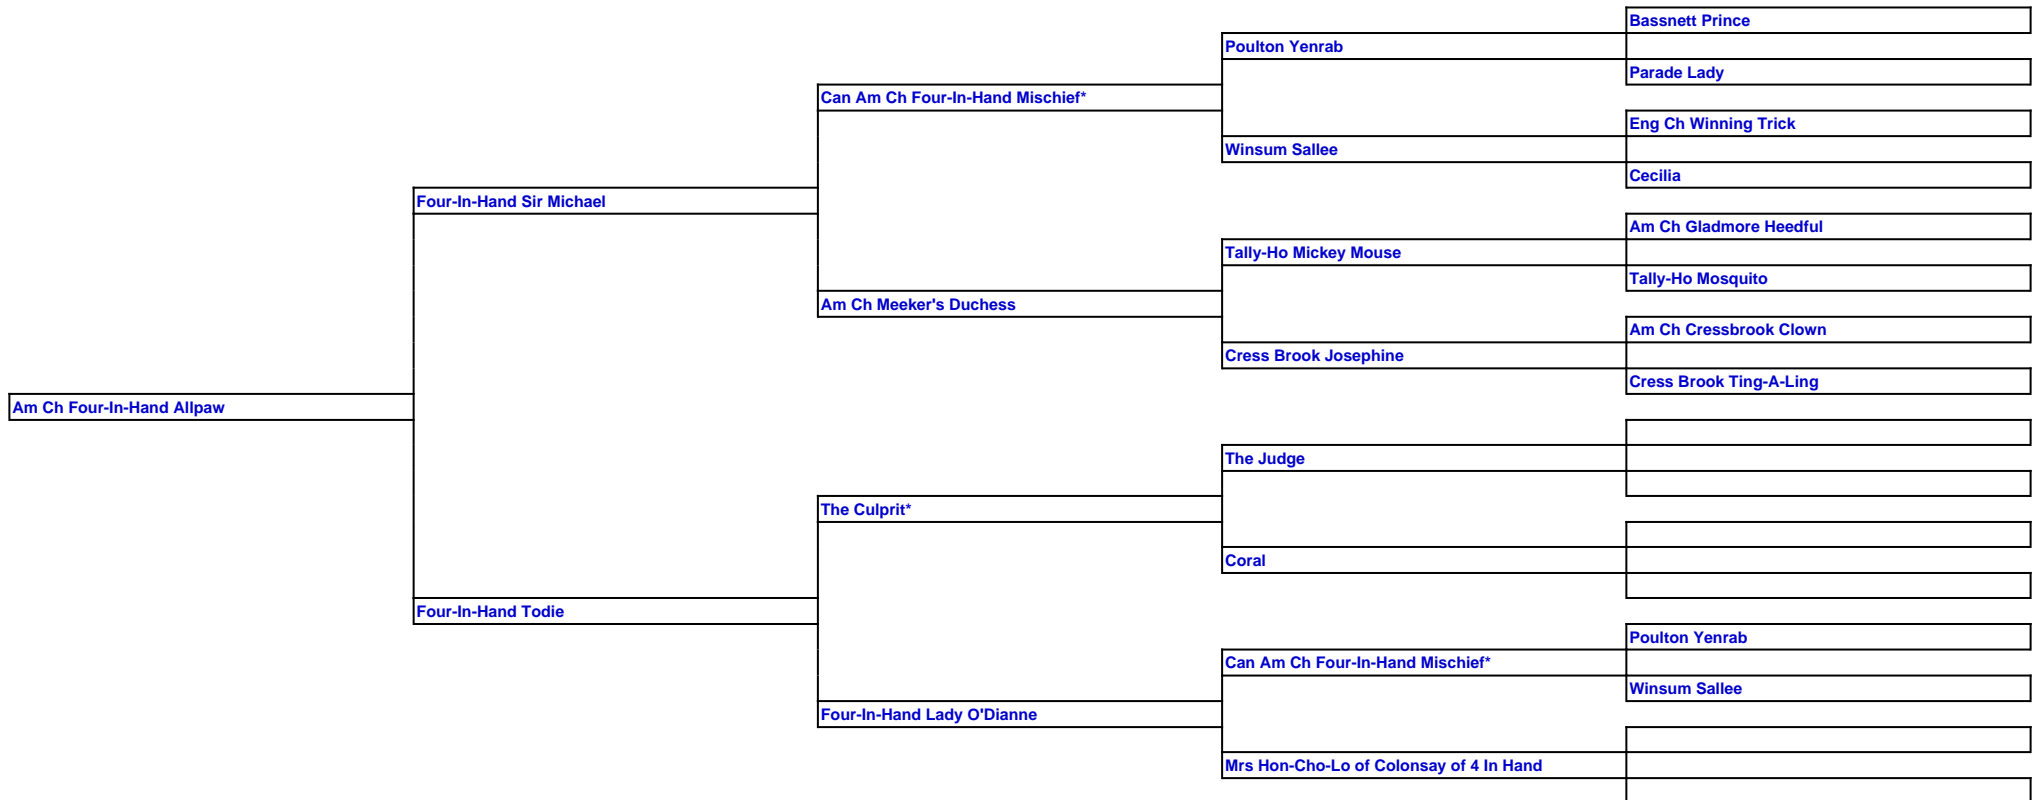 Bassnett Prince
Poulton Yenrab
Parade Lady
Can Am Ch Four-In-Hand Mischief*
Eng Ch Winning Trick
Winsum Sallee
Cecilia
Four-In-Hand Sir Michael
Am Ch Gladmore Heedful
Tally-Ho Mickey Mouse
Tally-Ho Mosquito
Am Ch Meeker's Duchess
Am Ch Cressbrook Clown
Cress Brook Josephine
Cress Brook Ting-A-Ling
Am Ch Four-In-Hand Allpaw
The Judge
The Culprit*
Coral
Four-In-Hand Todie
Poulton Yenrab
Can Am Ch Four-In-Hand Mischief*
Winsum Sallee
Four-In-Hand Lady O'Dianne
Mrs Hon-Cho-Lo of Colonsay of 4 In Hand